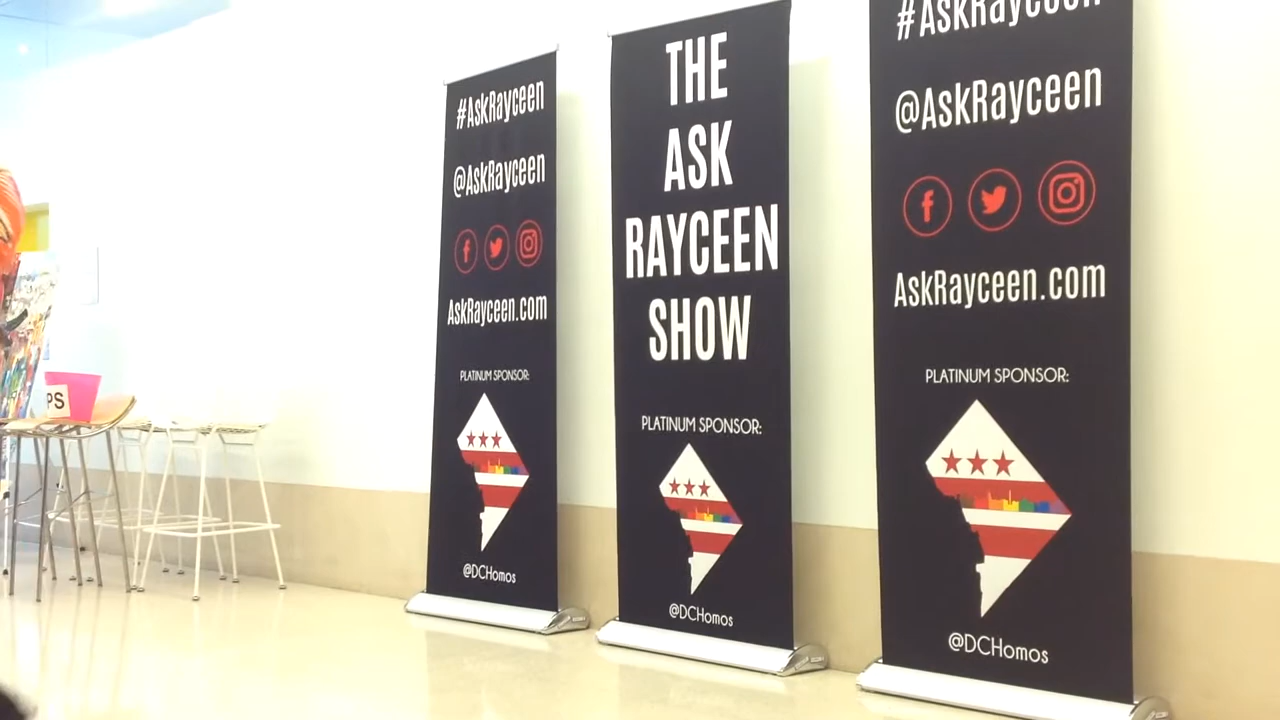 #AskRayceen
@AskRayceen
AskRayceen.com
PLATINUM SPONSOR:
@DCHomos
THE
ASK
RAYCEEN
SHOW
PLATINUM SPONSOR:
@DCHomos
#AskRayceen
@AskRayceen
AskRayceen.com
PLATINUM SPONSOR:
@DCHomos
PS